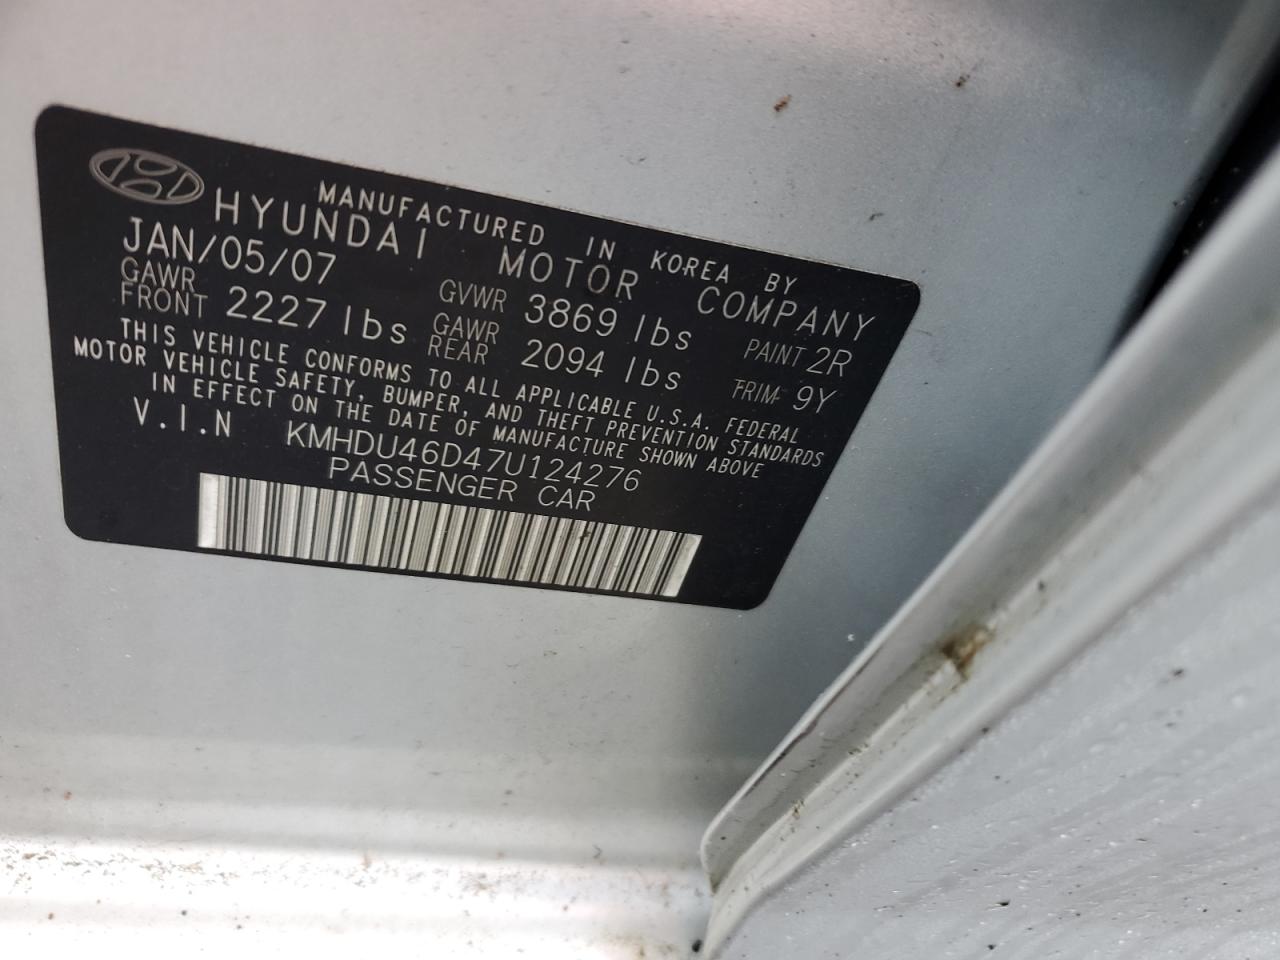 MANUFACTURED IN KOREA BY
HYUNDAI MOTOR COMPANY
JAN/05/07 GVWR 3869 lbs PAINT 2R
GAWR FRONT 2227 lbs GAWR REAR 2094 lbs TRIM 9Y
THIS VEHICLE CONFORMS TO ALL APPLICABLE U.S.A. FEDERAL
MOTOR VEHICLE SAFETY, BUMPER, AND THEFT PREVENTION STANDARDS
IN EFFECT ON THE DATE OF MANUFACTURE SHOWN ABOVE
V.I.N KMHDU46D47U124276
PASSENGER CAR